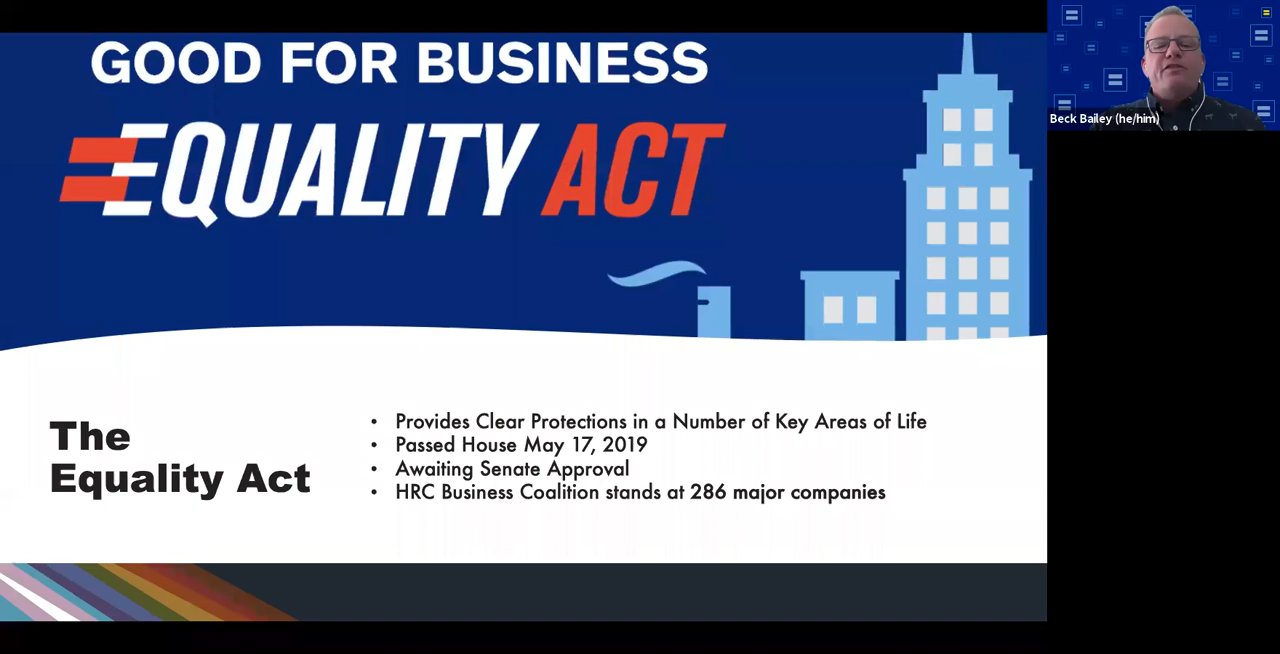 GOOD FOR BUSINESS
EQUALITY ACT
Beck Bailey (he/him)
The
Equality Act
• Provides Clear Protections in a Number of Key Areas of Life
• Passed House May 17, 2019
• Awaiting Senate Approval
• HRC Business Coalition stands at 286 major companies